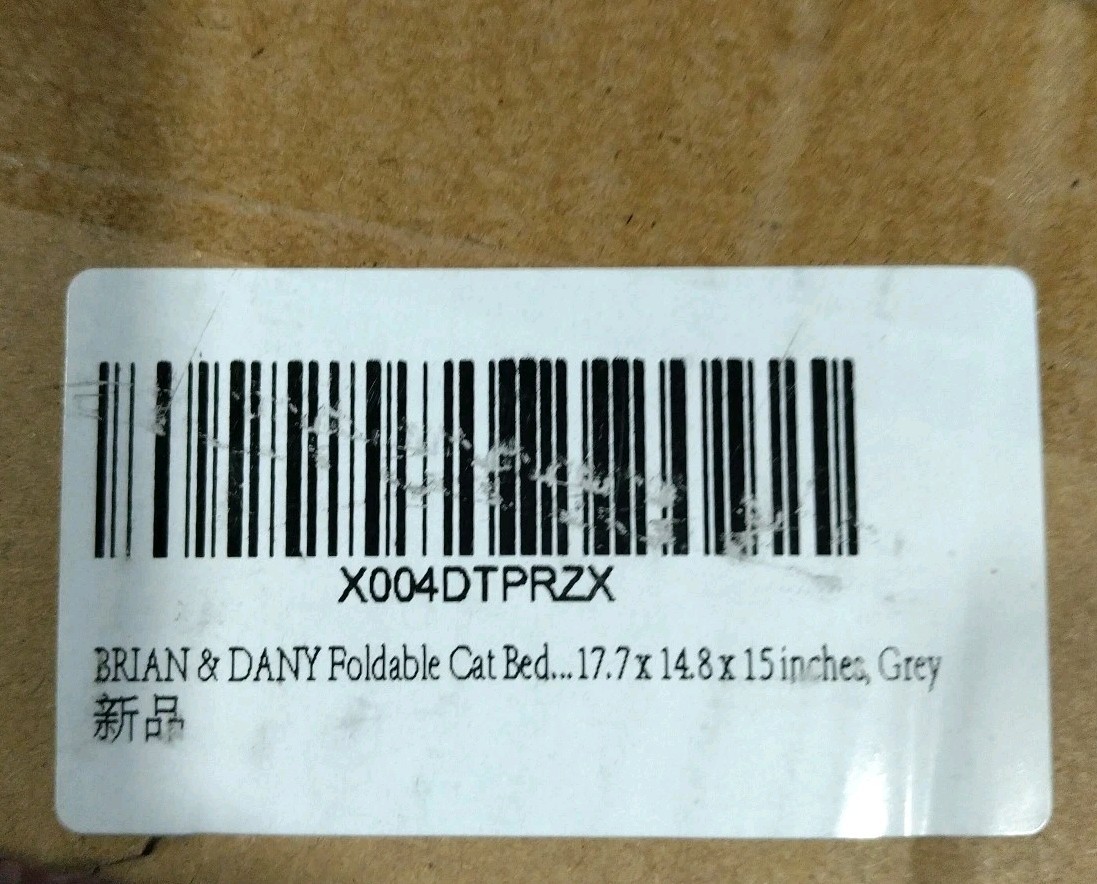 X004DTPRZX
BRIAN & DANY Foldable Cat Bed...17.7 x 14.8 x 15 inches, Grey
新品